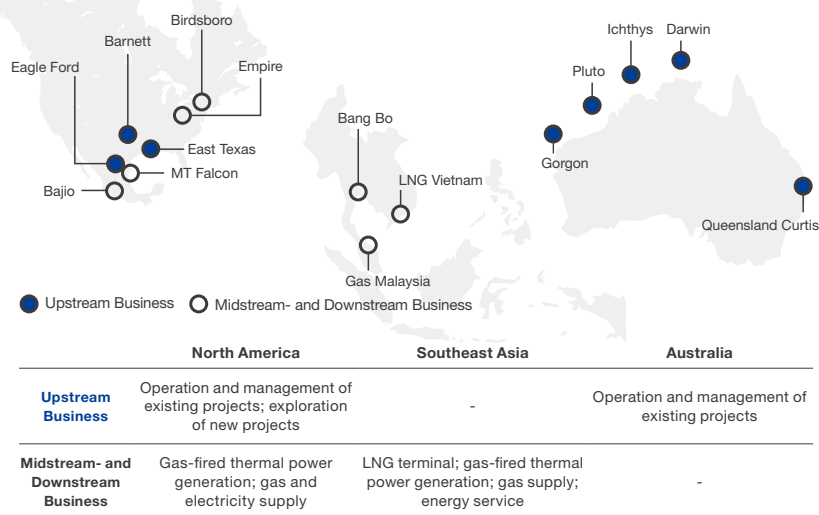 Birdsboro
Barnett
Eagle Ford
Empire
East Texas
MT Falcon
Bajio
Bang Bo
LNG Vietnam
Gas Malaysia
Ichthys
Darwin
Pluto
Gorgon
Queensland Curtis
Upstream Business
Midstream- and Downstream Business
North America
Southeast Asia
Australia
Upstream
Business
Operation and management of
existing projects; exploration
of new projects
-
Operation and management of
existing projects
Midstream- and
Downstream
Business
Gas-fired thermal power
generation; gas and
electricity supply
LNG terminal; gas-fired thermal
power generation; gas supply;
energy service
-